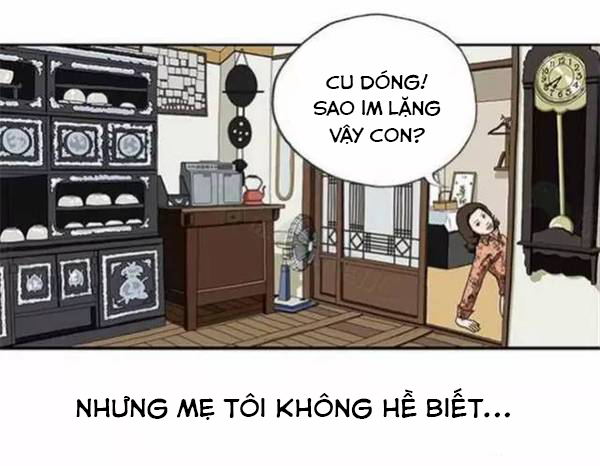 CU DÓNG!
SAO IM LẶNG
VẬY CON?
NHƯNG MẸ TÔI KHÔNG HỀ BIẾT...